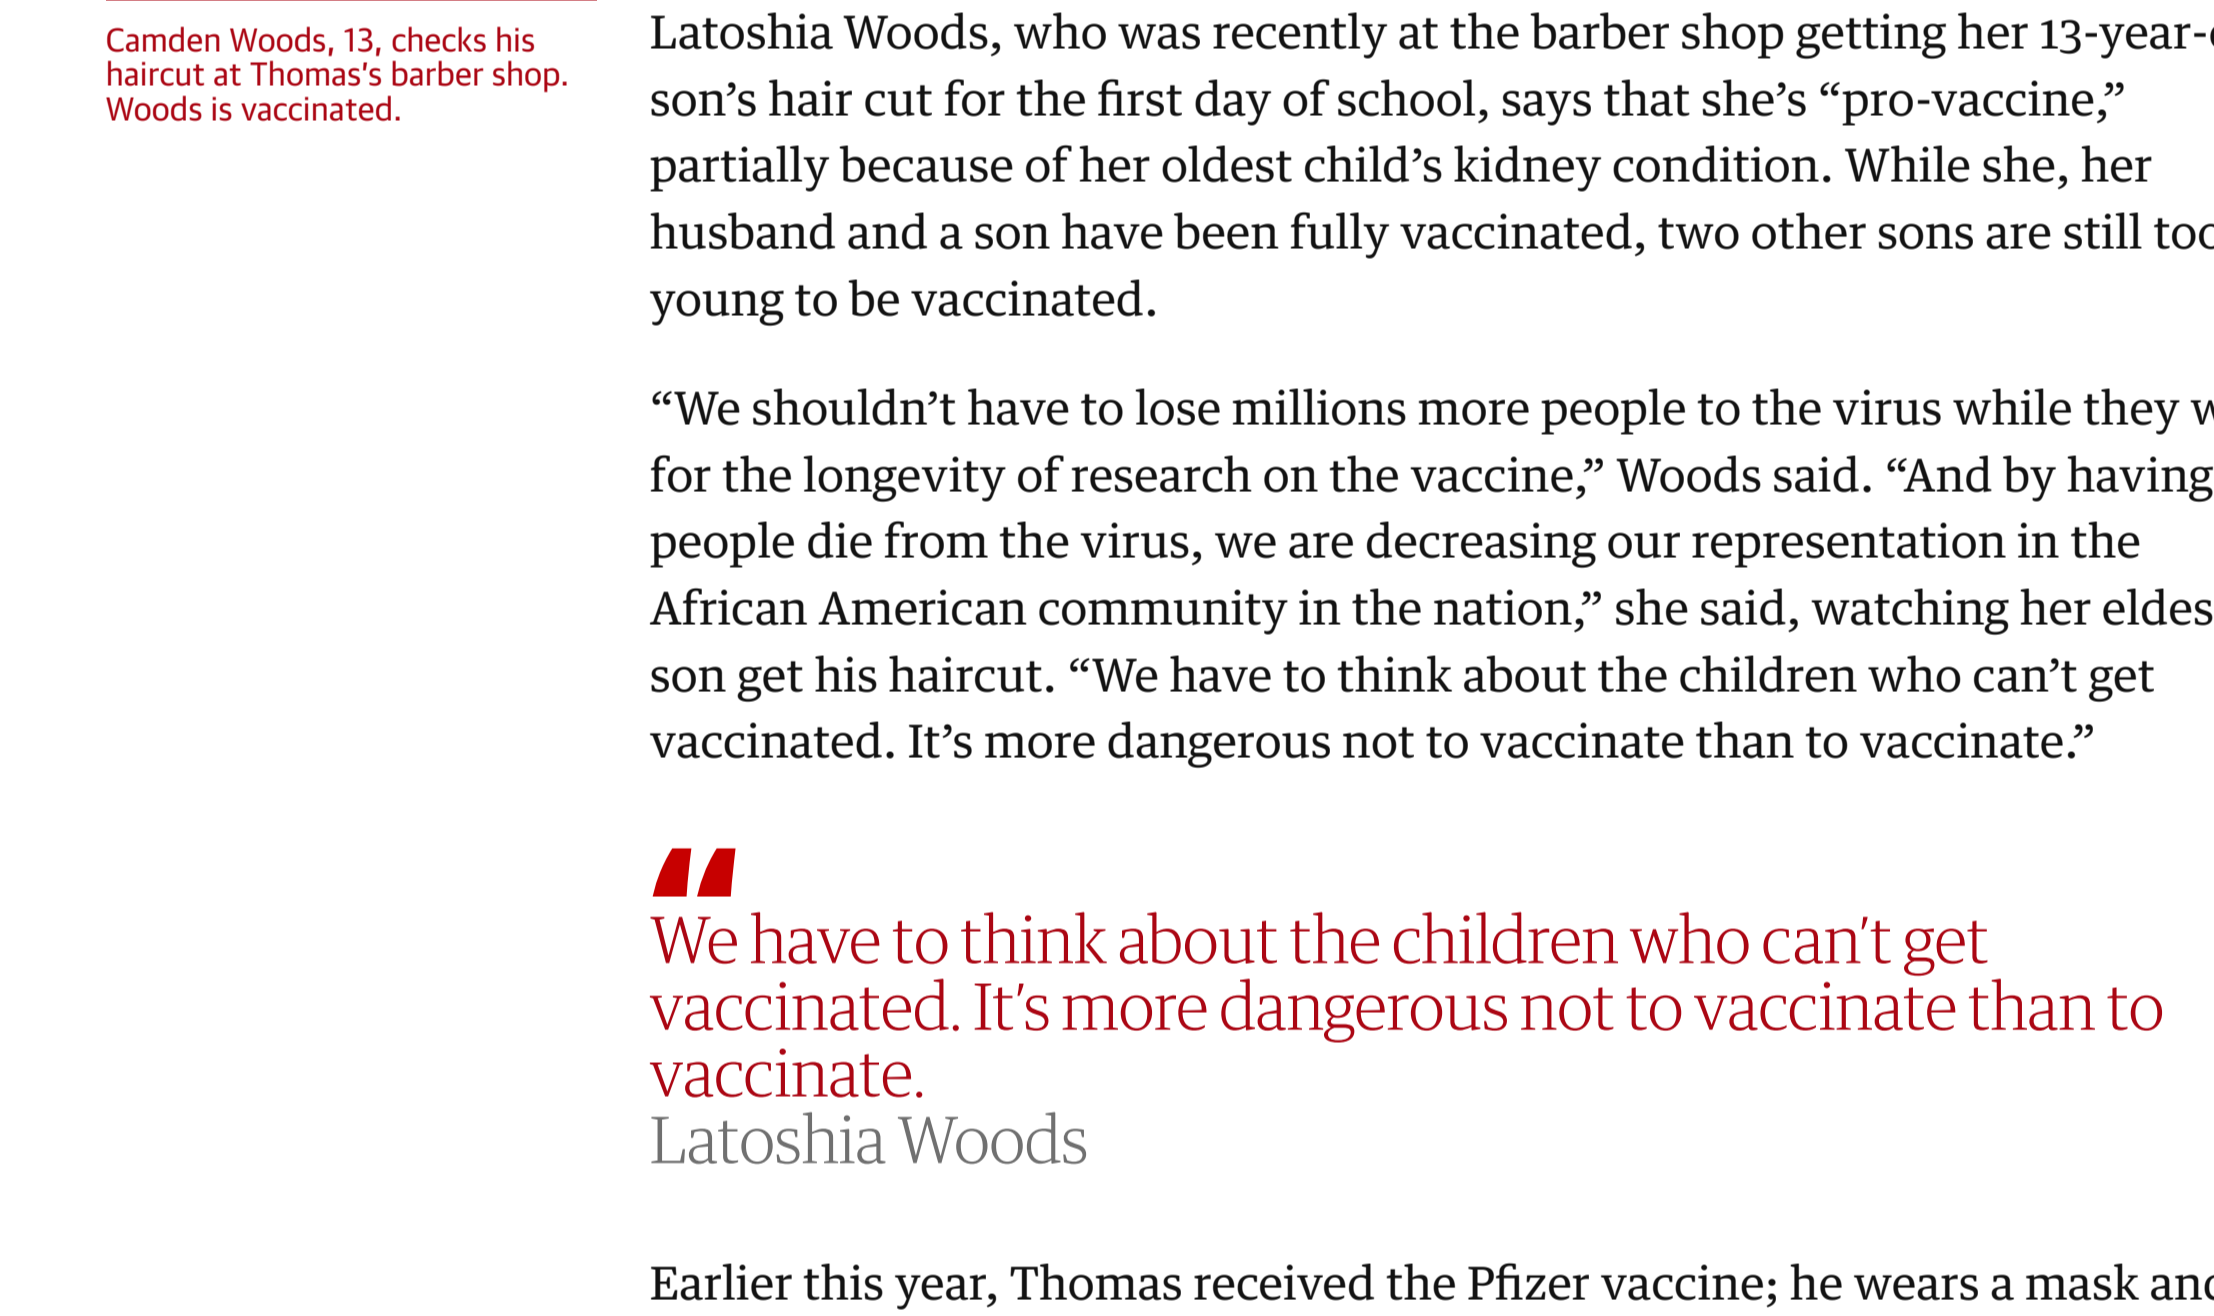 Camden Woods, 13, checks his
haircut at Thomas's barber shop.
Woods is vaccinated.
Latoshia Woods, who was recently at the barber shop getting her 13-year-
son’s hair cut for the first day of school, says that she’s “pro-vaccine,”
partially because of her oldest child’s kidney condition. While she, her
husband and a son have been fully vaccinated, two other sons are still too
young to be vaccinated.
“We shouldn’t have to lose millions more people to the virus while they
for the longevity of research on the vaccine,” Woods said. “And by having
people die from the virus, we are decreasing our representation in the
African American community in the nation,” she said, watching her eldes
son get his haircut. “We have to think about the children who can’t get
vaccinated. It’s more dangerous not to vaccinate than to vaccinate.”
“
We have to think about the children who can’t get
vaccinated. It’s more dangerous not to vaccinate than to
vaccinate.
Latoshia Woods
Earlier this year, Thomas received the Pfizer vaccine; he wears a mask and